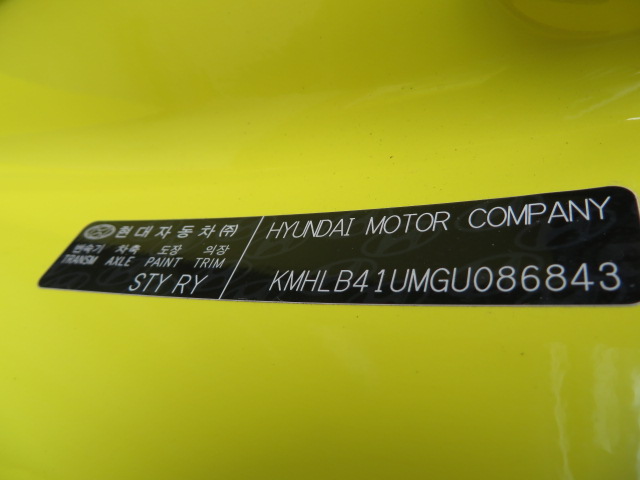 현대자동차㈜
변속기 차축 도장 의장
TRANSM AXLE PAINT TRIM
STY RY
HYUNDAI MOTOR COMPANY
KMHLB41UMGU086843